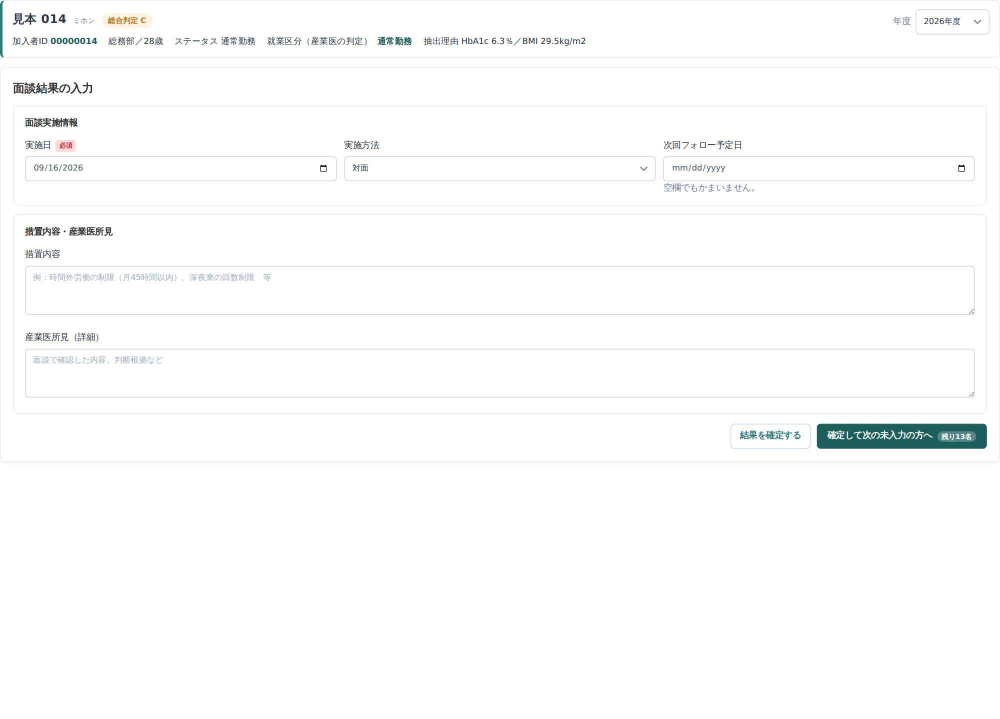 見本 014 ミホン 総合判定 C
年度 2026年度
加入者ID 00000014 総務部／28歳 ステータス 通常勤務 就業区分（産業医の判定） 通常勤務 抽出理由 HbA1c 6.3％／BMI 29.5kg/m2
面談結果の入力
面談実施情報
実施日 必須 実施方法 次回フォロー予定日
09/16/2026 対面 mm/dd/yyyy
空欄でもかまいません。
措置内容・産業医所見
措置内容
例：時間外労働の制限（月45時間以内）、深夜業の回数制限　等
産業医所見（詳細）
面談で確認した内容、判断根拠など
結果を確定する 確定して次の未入力の方へ 残り13名